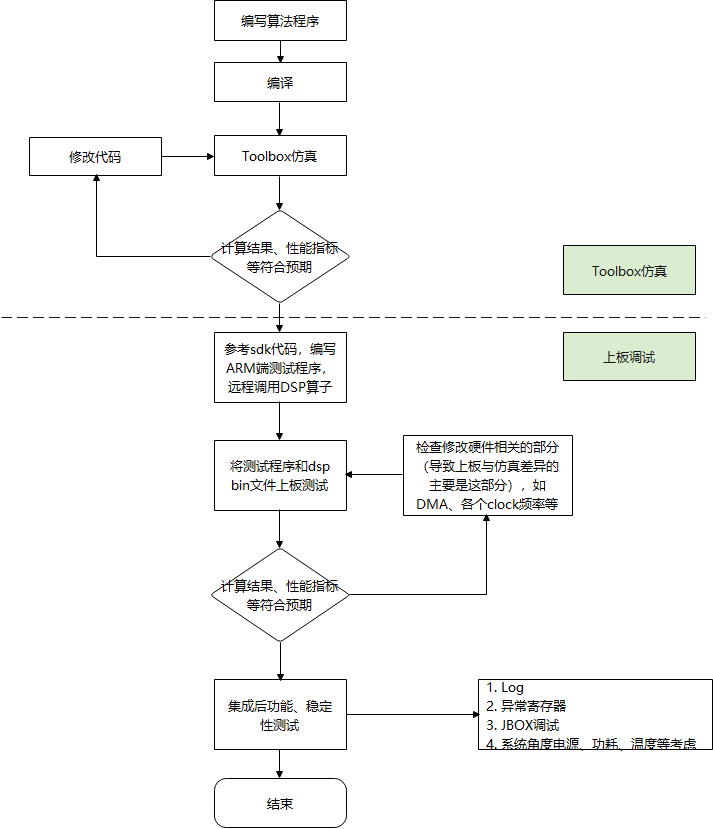 编写算法程序
编译
修改代码
Toolbox仿真
计算结果、性能指标
等符合预期
Toolbox仿真
上板调试
参考sdk代码，编写
ARM端测试程序，
远程调用DSP算子
将测试程序和dsp
bin文件上板测试
检查修改硬件相关的部分
（导致上板与仿真差异的
主要是这部分），如
DMA、各个clock频率等
计算结果、性能指标
等符合预期
集成后功能、稳定
性测试
1. Log
2. 异常寄存器
3. JBOX调试
4. 系统角度电源、功耗、温度等考虑
结束